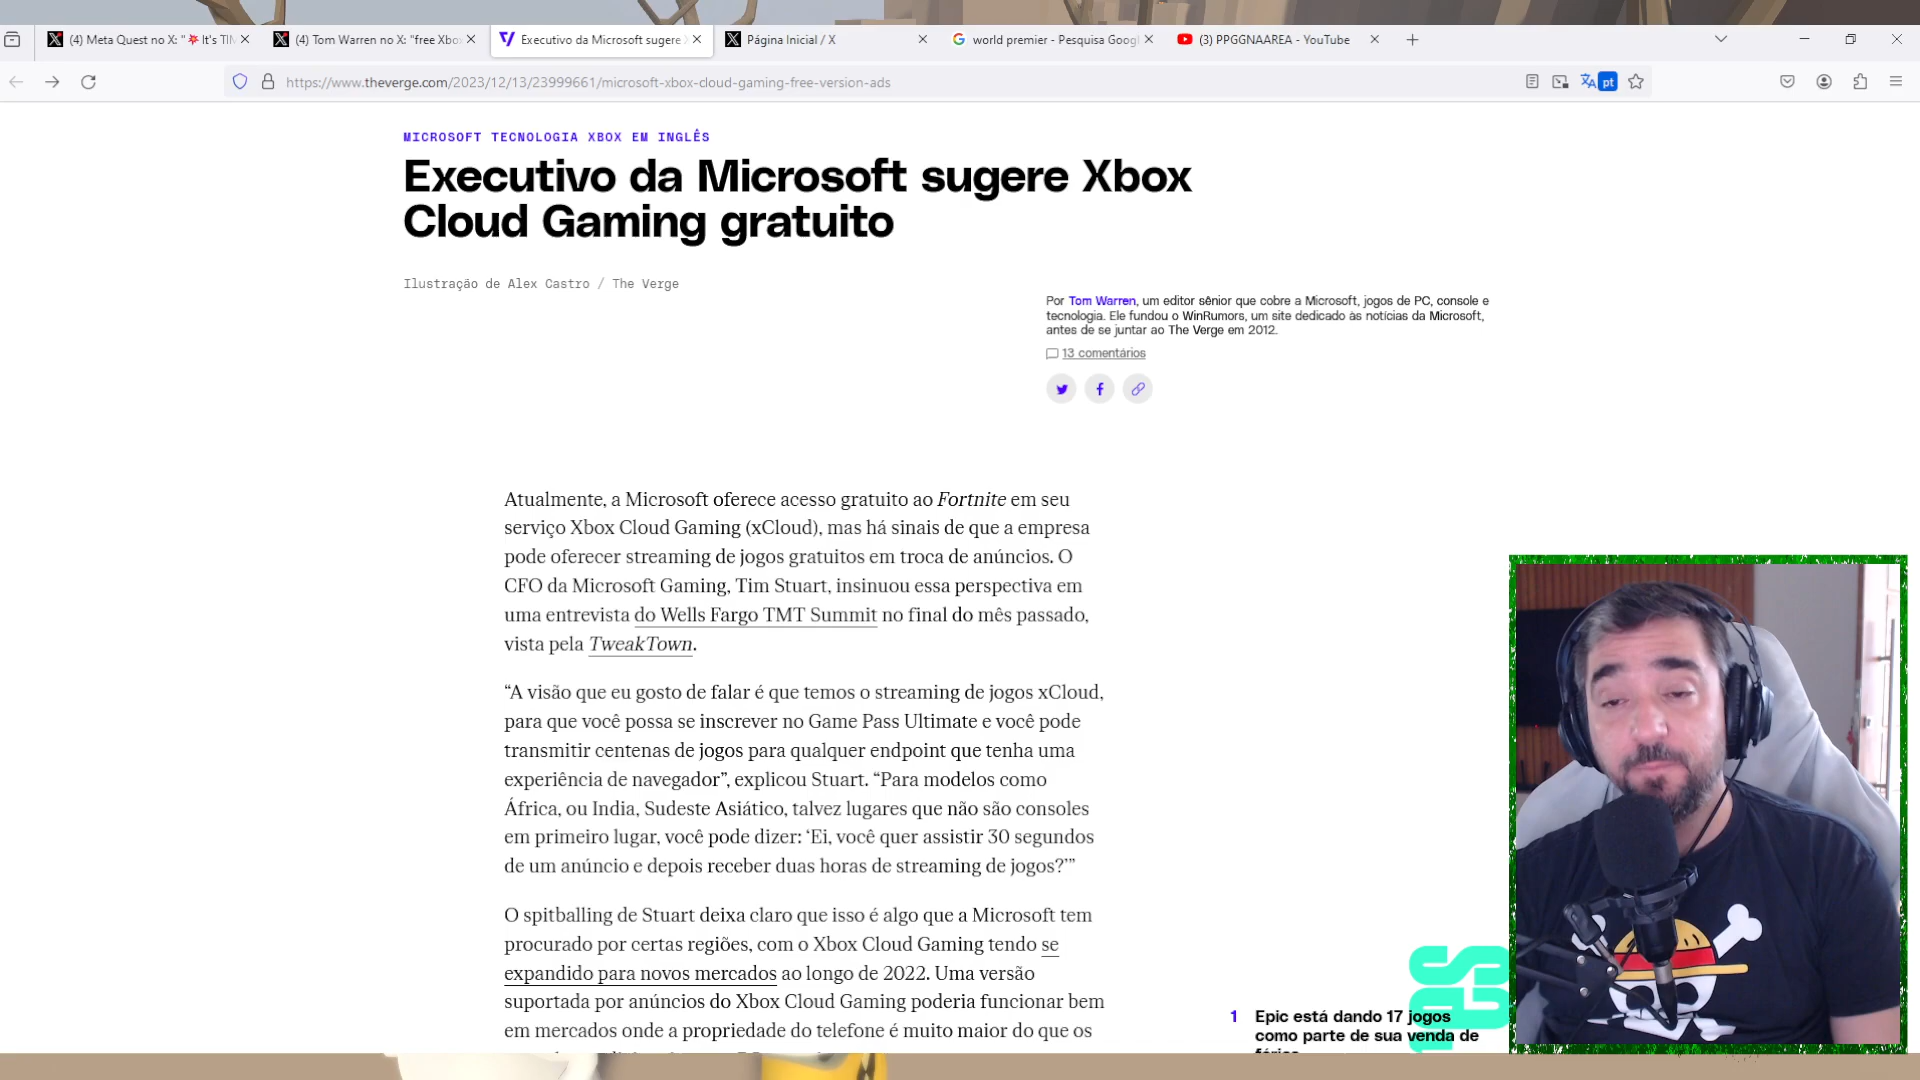 (4) Meta Quest no X: "💥It's TIM
(4) Tom Warren no X: "free Xbo
Executivo da Microsoft sugere X
Página Inicial / X
world premier - Pesquisa Googl
(3) PPGGNAAREA - YouTube
https://www.theverge.com/2023/12/13/23999661/microsoft-xbox-cloud-gaming-free-version-ads
pt
MICROSOFT TECNOLOGIA XBOX EM INGLÊS
Executivo da Microsoft sugere Xbox
Cloud Gaming gratuito
Ilustração de Alex Castro / The Verge
Por Tom Warren, um editor sênior que cobre a Microsoft, jogos de PC, console e
tecnologia. Ele fundou o WinRumors, um site dedicado às notícias da Microsoft,
antes de se juntar ao The Verge em 2012.
13 comentários
Atualmente, a Microsoft oferece acesso gratuito ao Fortnite em seu
serviço Xbox Cloud Gaming (xCloud), mas há sinais de que a empresa
pode oferecer streaming de jogos gratuitos em troca de anúncios. O
CFO da Microsoft Gaming, Tim Stuart, insinuou essa perspectiva em
uma entrevista do Wells Fargo TMT Summit no final do mês passado,
vista pela TweakTown.
“A visão que eu gosto de falar é que temos o streaming de jogos xCloud,
para que você possa se inscrever no Game Pass Ultimate e você pode
transmitir centenas de jogos para qualquer endpoint que tenha uma
experiência de navegador”, explicou Stuart. “Para modelos como
África, ou India, Sudeste Asiático, talvez lugares que não são consoles
em primeiro lugar, você pode dizer: ‘Ei, você quer assistir 30 segundos
de um anúncio e depois receber duas horas de streaming de jogos?’”
O spitballing de Stuart deixa claro que isso é algo que a Microsoft tem
procurado por certas regiões, com o Xbox Cloud Gaming tendo se
expandido para novos mercados ao longo de 2022. Uma versão
suportada por anúncios do Xbox Cloud Gaming poderia funcionar bem
em mercados onde a propriedade do telefone é muito maior do que os
1 Epic está dando 17 jogos
como parte de sua venda de
férias